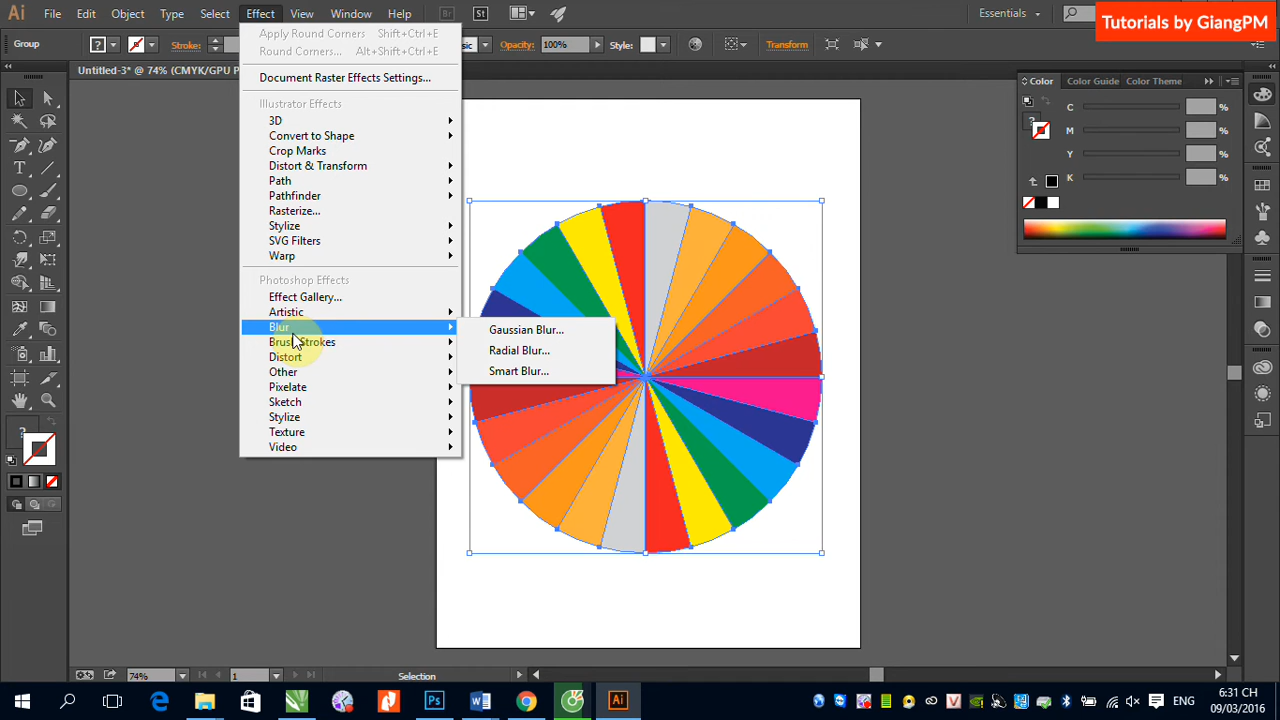 Ai File Edit Object Type Select Effect View Window Help Br St Essentials
Tutorials by GiangPM
Group ? Stroke: Opacity: 100% Style: Transform
Untitled-3* @ 74% (CMYK/GPU P
Apply Round Corners Shift+Ctrl+E
Round Corners... Alt+Shift+Ctrl+E
Document Raster Effects Settings...
Illustrator Effects
3D
Convert to Shape
Crop Marks
Distort & Transform
Path
Pathfinder
Rasterize...
Stylize
SVG Filters
Warp
Photoshop Effects
Effect Gallery...
Artistic
Blur
Brush Strokes
Distort
Other
Pixelate
Sketch
Stylize
Texture
Video
Gaussian Blur...
Radial Blur...
Smart Blur...
Color Color Guide Color Theme
C %
M %
Y %
K %
74% 1 Selection
ENG
6:31 CH
09/03/2016